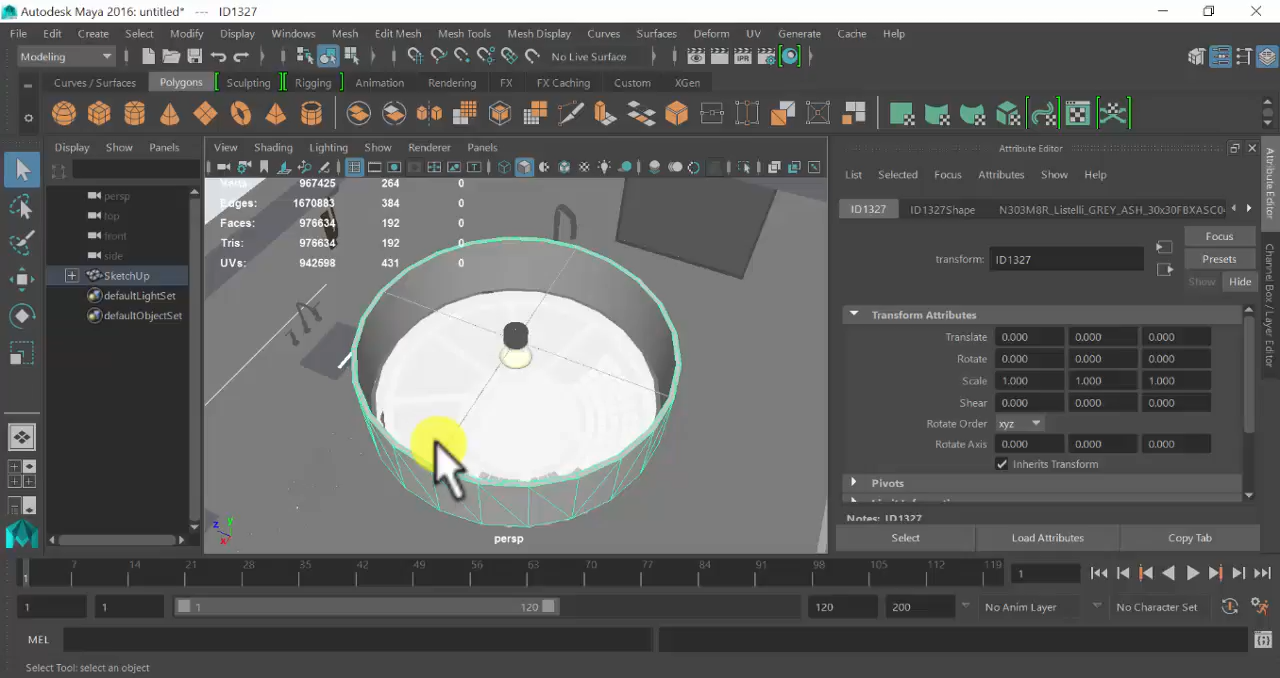 Autodesk Maya 2016: untitled* --- ID1327
File Edit Create Select Modify Display Windows Mesh Edit Mesh Mesh Tools Mesh Display Curves Surfaces Deform UV Generate Cache Help
Modeling No Live Surface
Curves / Surfaces Polygons Sculpting Rigging Animation Rendering FX FX Caching Custom XGen
Display Show Panels
View Shading Lighting Show Renderer Panels
Attribute Editor
List Selected Focus Attributes Show Help
persp
top
front
side
SketchUp
defaultLightSet
defaultObjectSet
Verts: 967425 264 0
Edges: 1670883 384 0
Faces: 976634 192 0
Tris: 976634 192 0
UVs: 942598 431 0
z y x
persp
ID1327 ID1327Shape N303M8R_Listelli_GREY_ASH_30x30FBXASC0
Focus
transform: ID1327 Presets
Show Hide
Transform Attributes
Translate 0.000 0.000 0.000
Rotate 0.000 0.000 0.000
Scale 1.000 1.000 1.000
Shear 0.000 0.000 0.000
Rotate Order xyz
Rotate Axis 0.000 0.000 0.000
Inherits Transform
Pivots
Notes: ID1327
Select Load Attributes Copy Tab
Attribute Editor
Channel Box / Layer Editor
1 7 14 21 28 35 42 49 56 63 70 77 84 91 98 105 112 119 1
1 1 1 120 120 200 No Anim Layer No Character Set
MEL
Select Tool: select an object